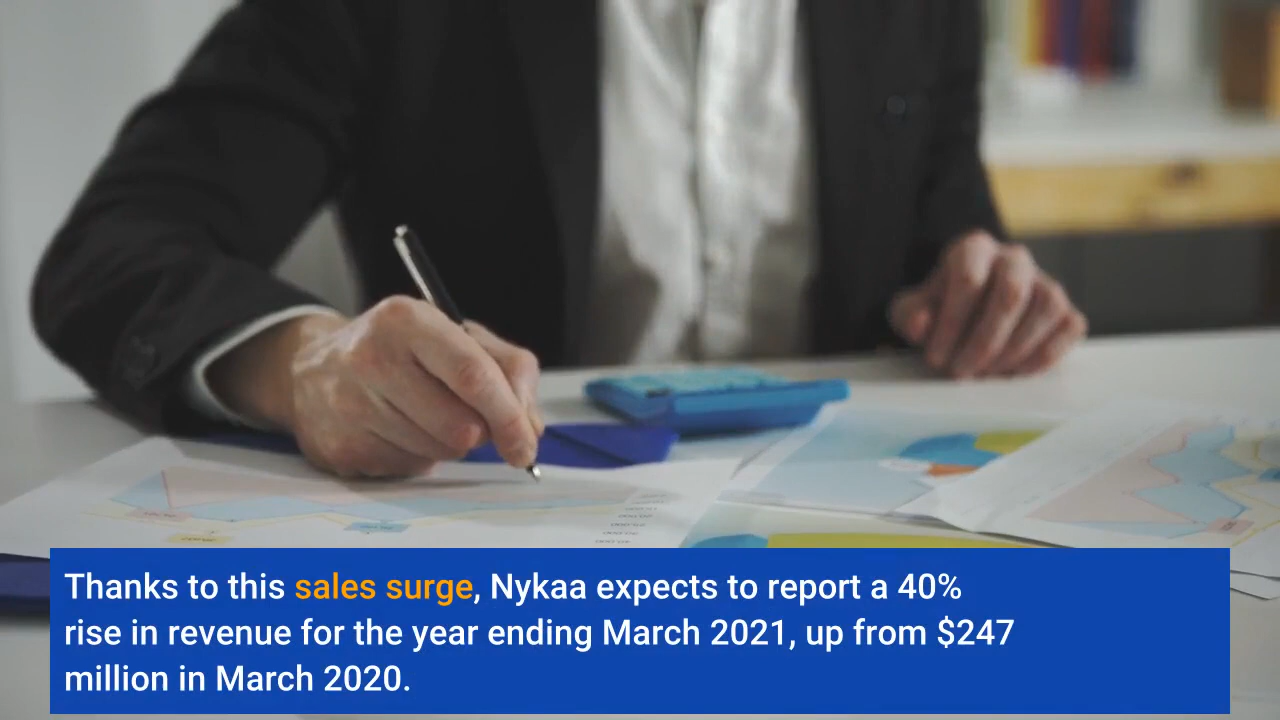 Thanks to this sales surge, Nykaa expects to report a 40%
rise in revenue for the year ending March 2021, up from $247
million in March 2020.